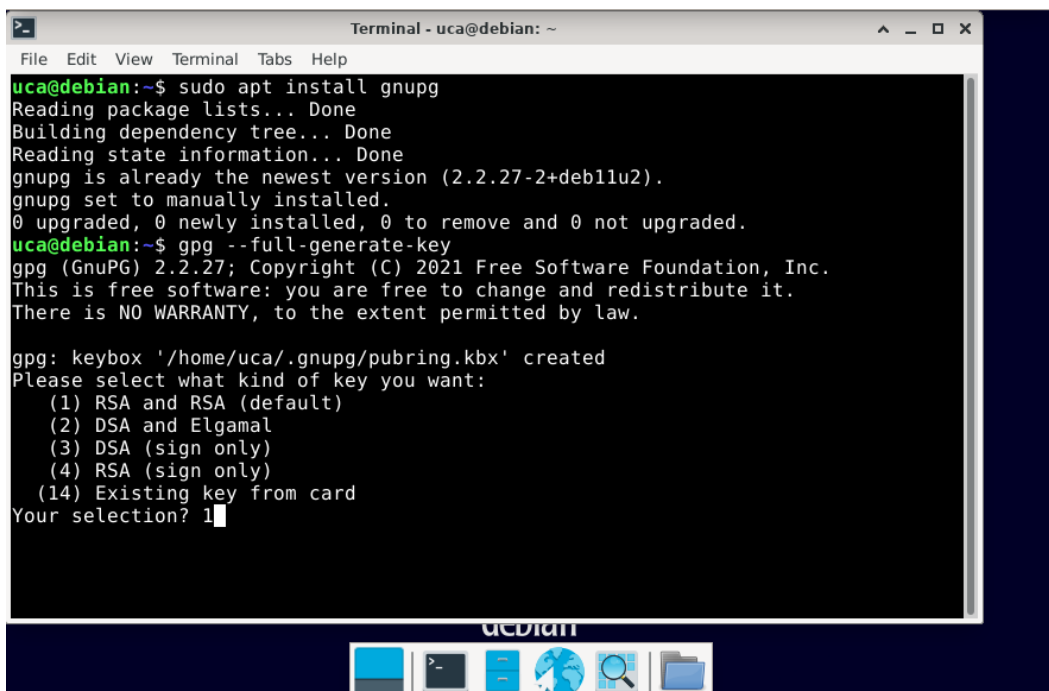 Terminal - uca@debian: ~
File Edit View Terminal Tabs Help
uca@debian:~$ sudo apt install gnupg
Reading package lists... Done
Building dependency tree... Done
Reading state information... Done
gnupg is already the newest version (2.2.27-2+deb11u2).
gnupg set to manually installed.
0 upgraded, 0 newly installed, 0 to remove and 0 not upgraded.
uca@debian:~$ gpg --full-generate-key
gpg (GnuPG) 2.2.27; Copyright (C) 2021 Free Software Foundation, Inc.
This is free software: you are free to change and redistribute it.
There is NO WARRANTY, to the extent permitted by law.

gpg: keybox '/home/uca/.gnupg/pubring.kbx' created
Please select what kind of key you want:
   (1) RSA and RSA (default)
   (2) DSA and Elgamal
   (3) DSA (sign only)
   (4) RSA (sign only)
  (14) Existing key from card
Your selection? 1
debian